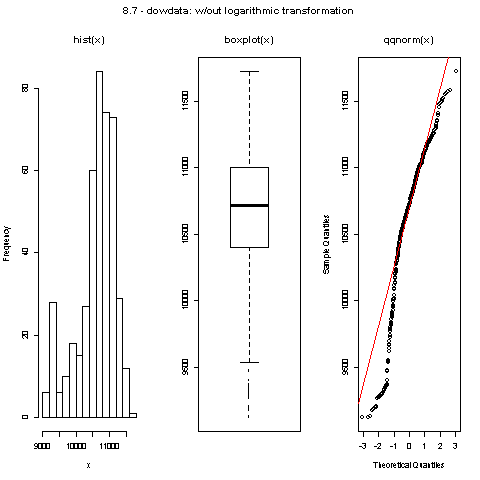 8.7 - dowdata: w/out logarithmic transformation
hist(x)
Frequency
0
20
40
60
80
9000
10000
11000
x
boxplot(x)
9500
10000
10500
11000
11500
qqnorm(x)
Sample Quantiles
9500
10000
10500
11000
11500
-3 -2 -1 0 1 2 3
Theoretical Quantiles